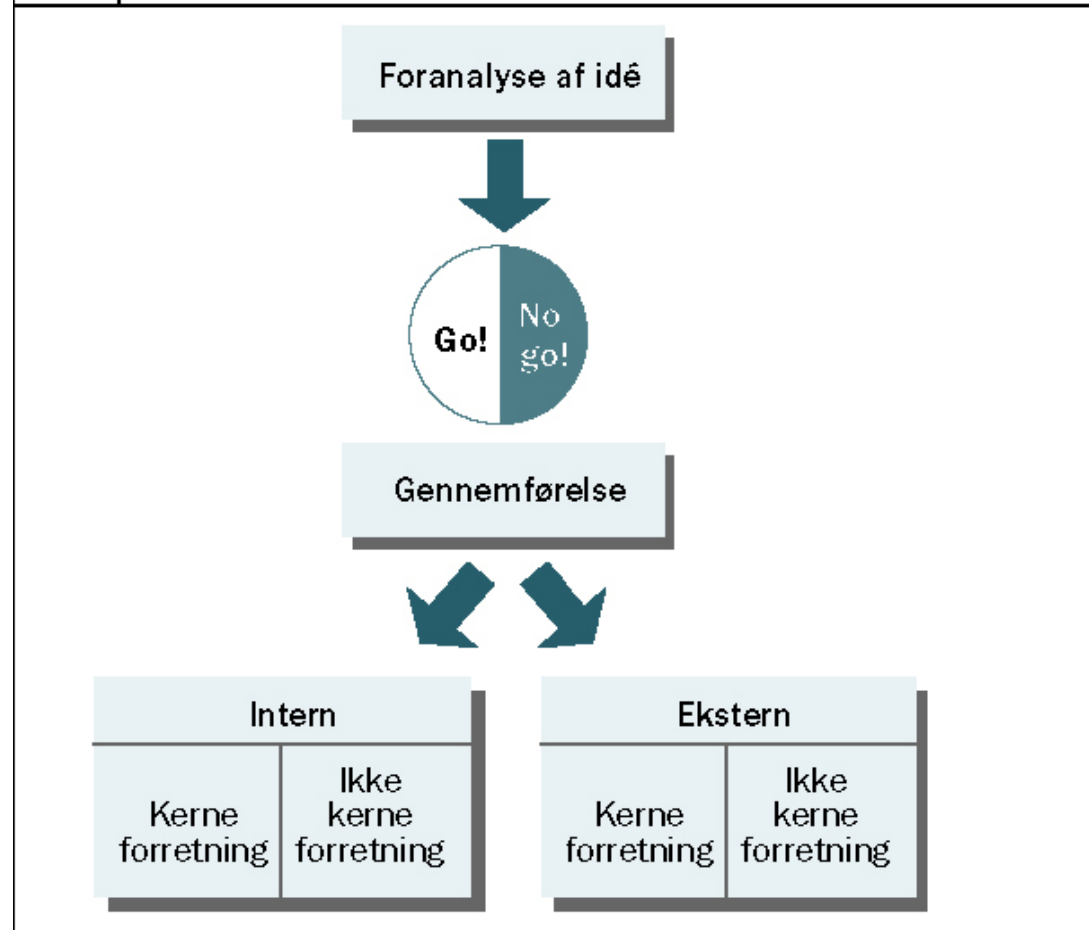 Foranalyse af idé
Go!
No
go!
Gennemførelse
Intern
Kerne
forretning
Ikke
kerne
forretning
Ekstern
Kerne
forretning
Ikke
kerne
forretning